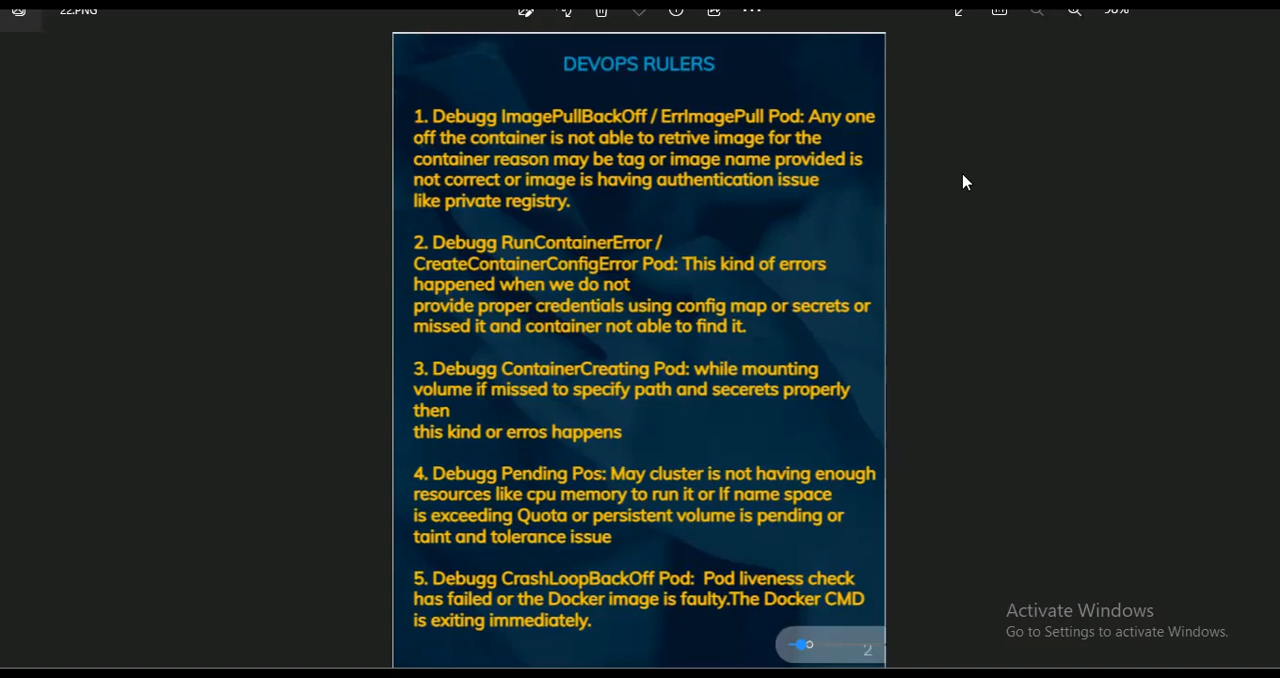 22.PNG
DEVOPS RULERS
1. Debugg ImagePullBackOff / ErrImagePull Pod: Any one
off the container is not able to retrive image for the
container reason may be tag or image name provided is
not correct or image is having authentication issue
like private registry.
2. Debugg RunContainerError /
CreateContainerConfigError Pod: This kind of errors
happened when we do not
provide proper credentials using config map or secrets or
missed it and container not able to find it.
3. Debugg ContainerCreating Pod: while mounting
volume if missed to specify path and secerets properly
then
this kind or erros happens
4. Debugg Pending Pos: May cluster is not having enough
resources like cpu memory to run it or If name space
is exceeding Quota or persistent volume is pending or
taint and tolerance issue
5. Debugg CrashLoopBackOff Pod:  Pod liveness check
has failed or the Docker image is faulty.The Docker CMD
is exiting immediately.
2
Activate Windows
Go to Settings to activate Windows.